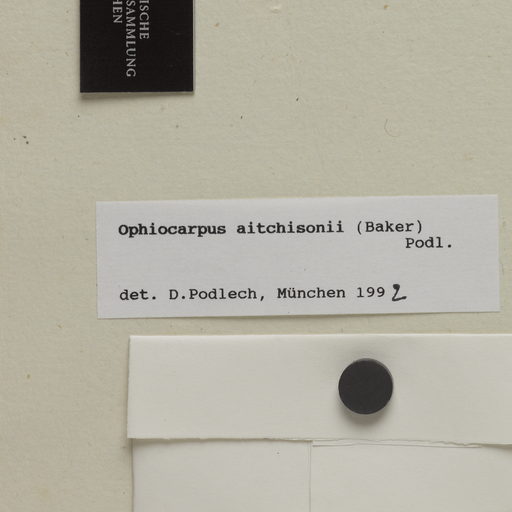 ISCHE
SAMMLUNG
HEN
Ophiocarpus aitchisonii (Baker)
Podl.
det. D.Podlech, München 1992